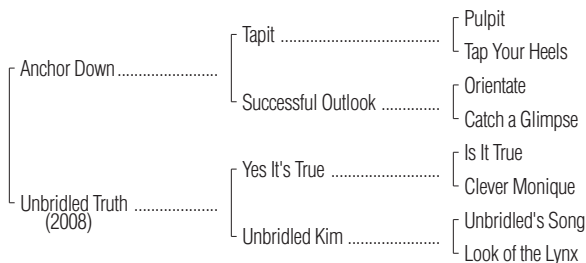 Pulpit
Tapit
Tap Your Heels
Anchor Down
Orientate
Successful Outlook
Catch a Glimpse
Is It True
Yes It's True
Clever Monique
Unbridled Truth
(2008)
Unbridled's Song
Unbridled Kim
Look of the Lynx